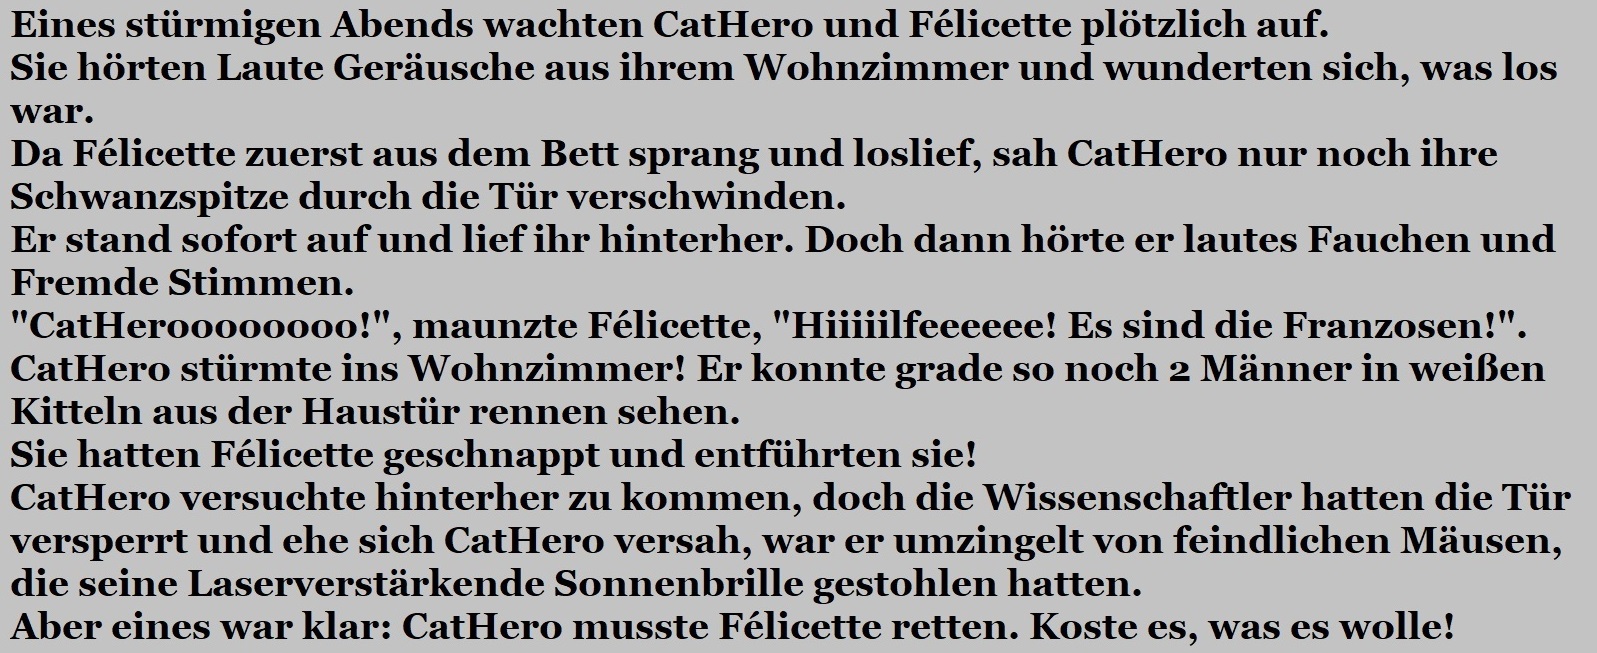 Eines stürmigen Abends wachten CatHero und Félicette plötzlich auf.
Sie hörten Laute Geräusche aus ihrem Wohnzimmer und wunderten sich, was los
war.
Da Félicette zuerst aus dem Bett sprang und loslief, sah CatHero nur noch ihre
Schwanzspitze durch die Tür verschwinden.
Er stand sofort auf und lief ihr hinterher. Doch dann hörte er lautes Fauchen und
Fremde Stimmen.
"CatHeroooooooo!", maunzte Félicette, "Hiiiiilfeeeeee! Es sind die Franzosen!".
CatHero stürmte ins Wohnzimmer! Er konnte grade so noch 2 Männer in weißen
Kitteln aus der Haustür rennen sehen.
Sie hatten Félicette geschnappt und entführten sie!
CatHero versuchte hinterher zu kommen, doch die Wissenschaftler hatten die Tür
versperrt und ehe sich CatHero versah, war er umzingelt von feindlichen Mäusen,
die seine Laserverstärkende Sonnenbrille gestohlen hatten.
Aber eines war klar: CatHero musste Félicette retten. Koste es, was es wolle!